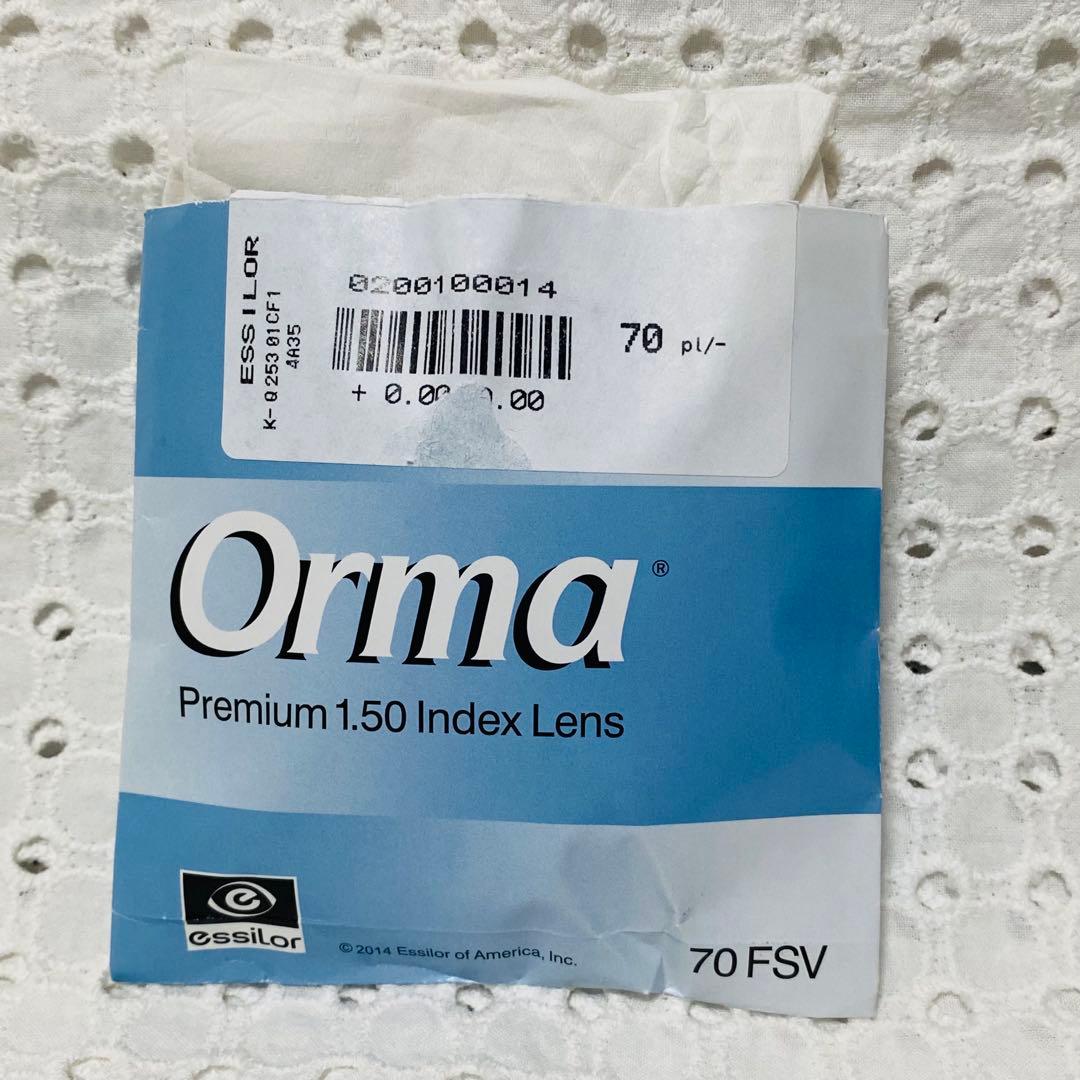 ESSILOR
K- Q 253 01CF1
4A35
0200100014
70 pl/-
+ 0.0 .00
Orma®
Premium 1.50 Index Lens
e
essilor
© 2014 Essilor of America, Inc.
70 FSV